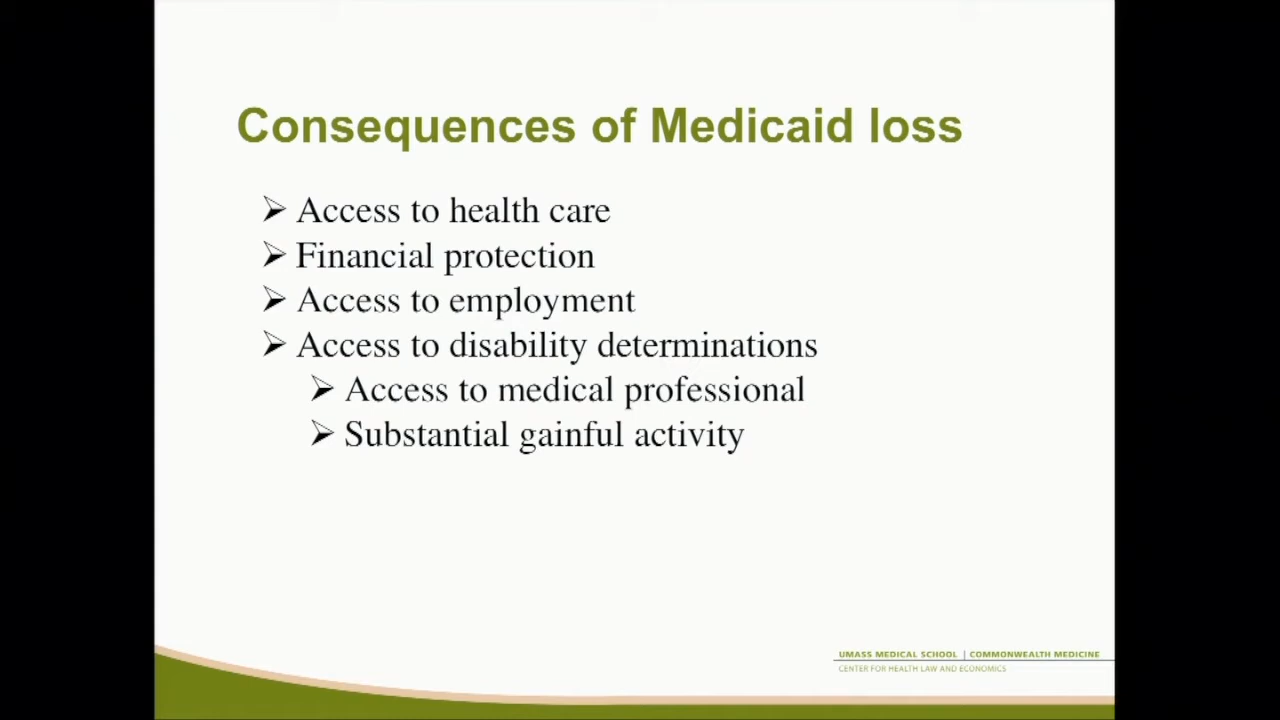 Consequences of Medicaid loss
➢ Access to health care
➢ Financial protection
➢ Access to employment
➢ Access to disability determinations
➢ Access to medical professional
➢ Substantial gainful activity
UMASS MEDICAL SCHOOL | COMMONWEALTH MEDICINE
CENTER FOR HEALTH LAW AND ECONOMICS